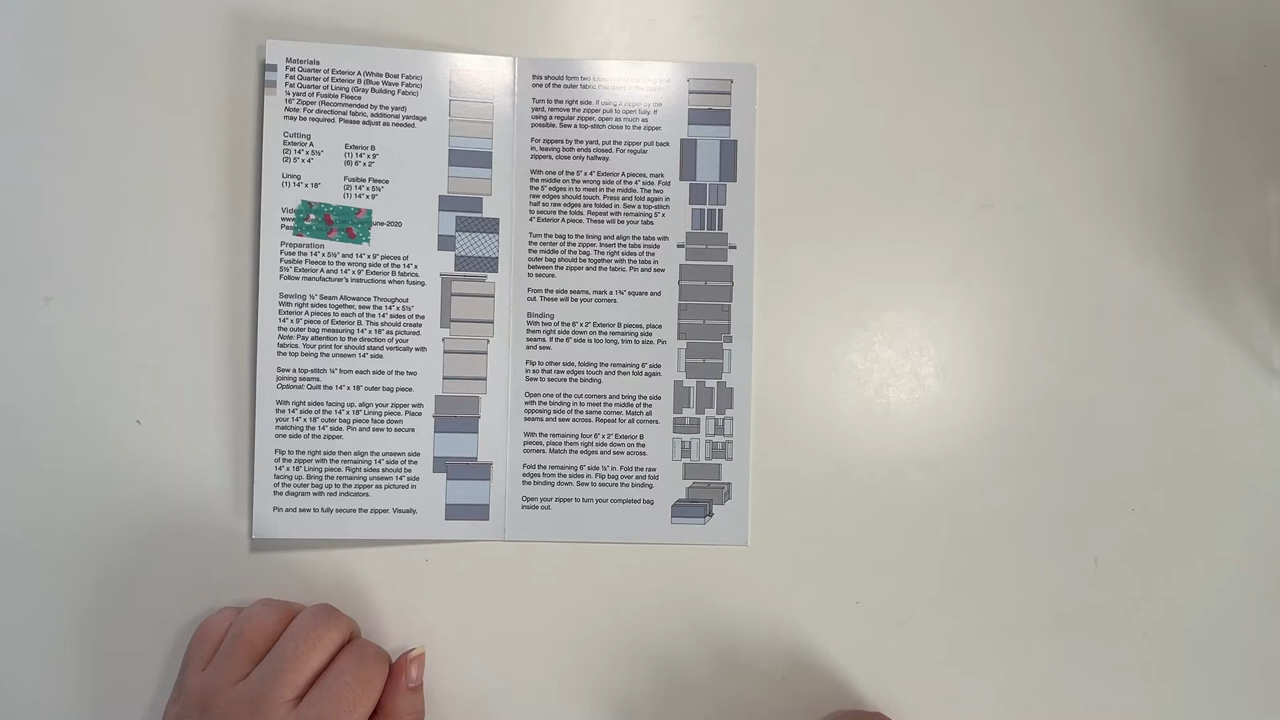 Materials
Fat Quarter of Exterior A (White Boat Fabric)
Fat Quarter of Exterior B (Blue Wave Fabric)
Fat Quarter of Lining (Gray Building Fabric)
¼ yard of Fusible Fleece
16" Zipper (Recommended by the yard)
Note: For directional fabric, additional yardage
may be required. Please adjust as needed.
Cutting
Exterior A
(2) 14" x 5½"
(2) 5" x 4"
Exterior B
(1) 14" x 9"
(6) 6" x 2"
Lining
(1) 14" x 18"
Fusible Fleece
(2) 14" x 5½"
(1) 14" x 9"
June-2020
Preparation
Fuse the 14" x 5½" and 14" x 9" pieces of
Fusible Fleece to the wrong side of the 14" x
5½" Exterior A and 14" x 9" Exterior B fabrics.
Follow manufacturer's instructions when fusing.
Sewing ½" Seam Allowance Throughout
With right sides together, sew the 14" x 5½"
Exterior A pieces to each of the 14" sides of the
14" x 9" piece of Exterior B. This should create
the outer bag measuring 14" x 18" as pictured.
Note: Pay attention to the direction of your
fabrics. Your print for should stand vertically with
the top being the unsewn 14" side.
Sew a top-stitch ¼" from each side of the two
joining seams.
Optional: Quilt the 14" x 18" outer bag piece.
With right sides facing up, align your zipper with
the 14" side of the 14" x 18" Lining piece. Place
your 14" x 18" outer bag piece face down
matching the 14" side. Pin and sew to secure
one side of the zipper.
Flip to the right side then align the unsewn side
of the zipper with the remaining 14" side of the
14" x 18" Lining piece. Right sides should be
facing up. Bring the remaining unsewn 14" side
of the outer bag up to the zipper as pictured in
the diagram with red indicators.
Pin and sew to fully secure the zipper. Visually,
this should form two
one of the outer fabric
Turn to the right side. If using a zipper by the
yard, remove the zipper pull to open fully. If
using a regular zipper, open as much as
possible. Sew a top-stitch close to the zipper.
For zippers by the yard, put the zipper pull back
in, leaving both ends closed. For regular
zippers, close only halfway.
With one of the 5" x 4" Exterior A pieces, mark
the middle on the wrong side of the 4" side. Fold
the 5" edges in to meet in the middle. The two
raw edges should touch. Press and fold again in
half so raw edges are folded in. Sew a top-stitch
to secure the folds. Repeat with remaining 5" x
4" Exterior A piece. These will be your tabs.
Turn the bag to the lining and align the tabs with
the center of the zipper. Insert the tabs inside
the middle of the bag. The right sides of the
outer bag should be together with the tabs in
between the zipper and the fabric. Pin and sew
to secure.
From the side seams, mark a 1¾" square and
cut. These will be your corners.
Binding
With two of the 6" x 2" Exterior B pieces, place
them right side down on the remaining side
seams. If the 6" side is too long, trim to size. Pin
and sew.
Flip to other side, folding the remaining 6" side
in so that raw edges touch and then fold again.
Sew to secure the binding.
Open one of the cut corners and bring the side
with the binding in to meet the middle of the
opposing side of the same corner. Match all
seams and sew across. Repeat for all corners.
With the remaining four 6" x 2" Exterior B
pieces, place them right side down on the
corners. Match the edges and sew across.
Fold the remaining 6" side ½" in. Fold the raw
edges from the sides in. Flip bag over and fold
the binding down. Sew to secure the binding.
Open your zipper to turn your completed bag
inside out.